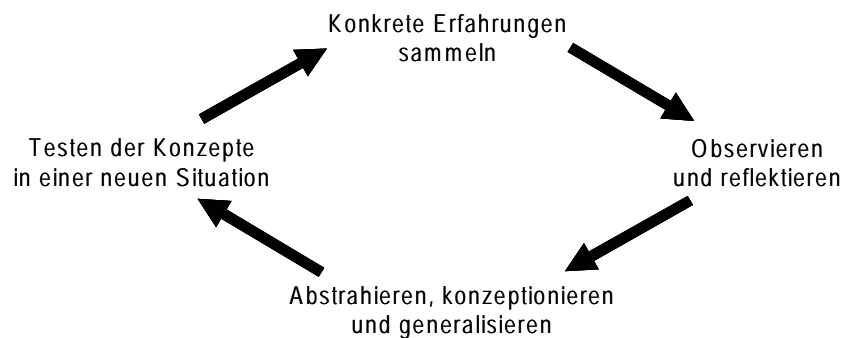 Konkrete Erfahrungen
sammeln
Testen der Konzepte
in einer neuen Situation
Observieren
und reflektieren
Abstrahieren, konzeptionieren
und generalisieren